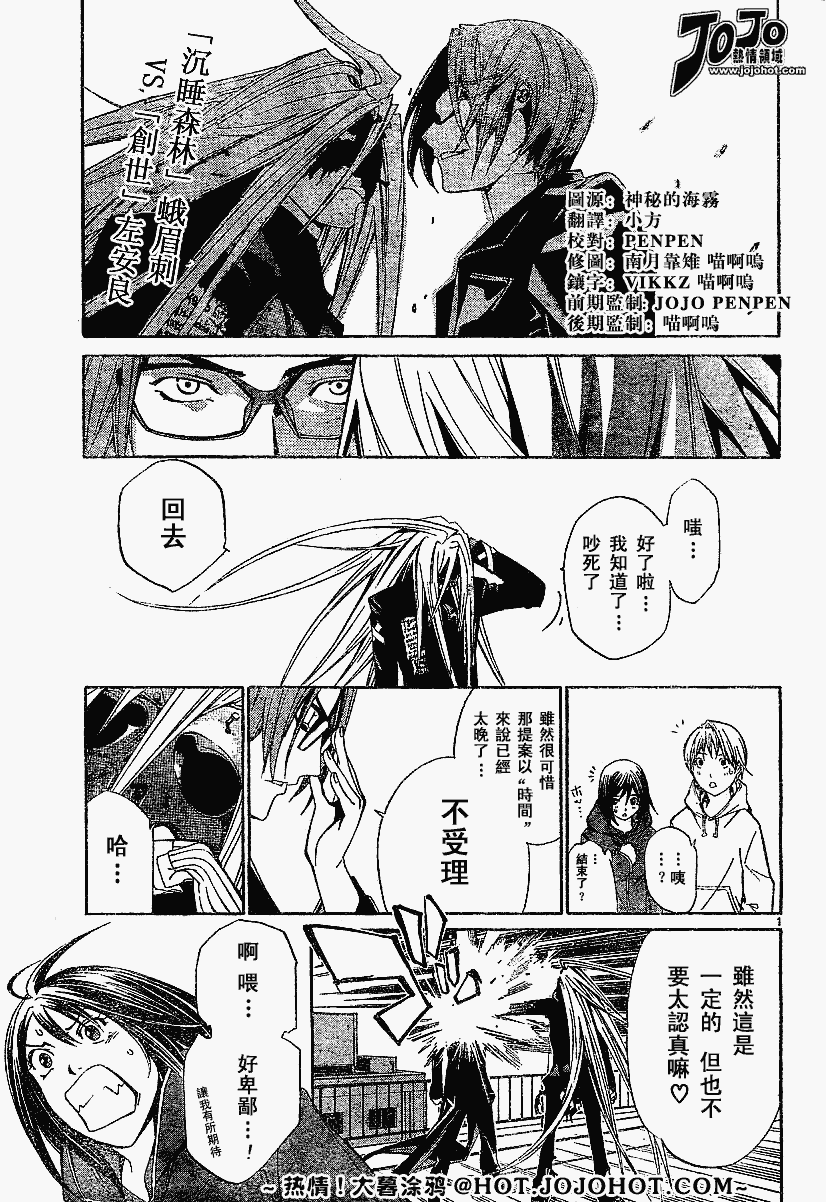 JOJO
熱情領域
www.jojohot.com
「沉睡森林」蛾眉刺
VS,「創世」左安良
圖源: 神秘的海霧
翻譯: 小方
校對: PENPEN
修圖: 南月靠雉 喵啊嗚
鑲字: VIKKZ 喵啊嗚
前期監制: JOJO PENPEN
後期監制: 喵啊嗚
嗤…
好了啦…
我知道了…
吵死了
回去
…咦
…?
…
結束了?
雖然很可惜
那提案以“時間”
來說已經
太晚了…
不受理
哈…
1
雖然這是
一定的 但也不
要太認真嘛♡
啊 喂… 好卑鄙…!
讓我有所期待
~ 热情!大暮涂鸦@HOT.JOJOHOT.COM ~